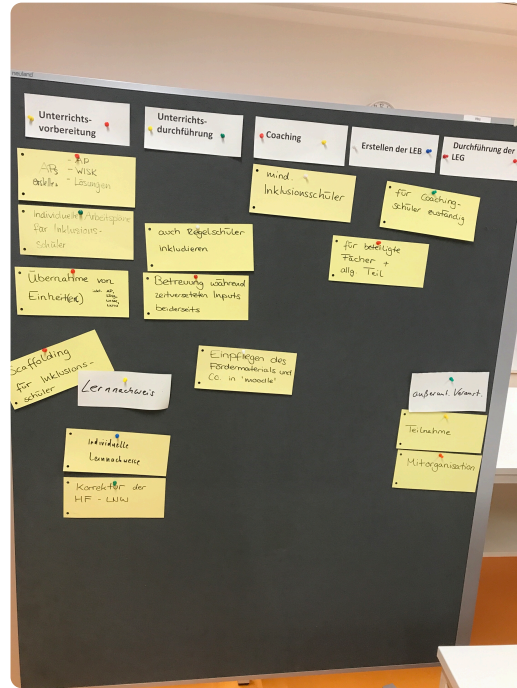 neuland
Unterrichts-
vorbereitung
Unterrichts-
durchführung
Coaching
Erstellen der LEB
Durchführung der
LEG
- AP
- WISK
- Lösungen
Individuelle Arbeitspläne
für Inklusions-
schüler
Übernahme von
Einheit(en)
Scaffolding
für Inklusions-
schüler
Lernnachweis
Individuelle
Lernnachweise
Korrektur der
HF - LNW
auch Regelschüler
inkludieren
Betreuung während
zeitversetzten Inputs
beiderseits
Einpflegen des
Fördermaterials und
Co. in 'moodle'
mind.
Inklusionsschüler
für Coaching-
schüler zuständig
für beteiligte
Fächer +
allg. Teil
außerunt. Veranst.
Teilnahme
Mitorganisation